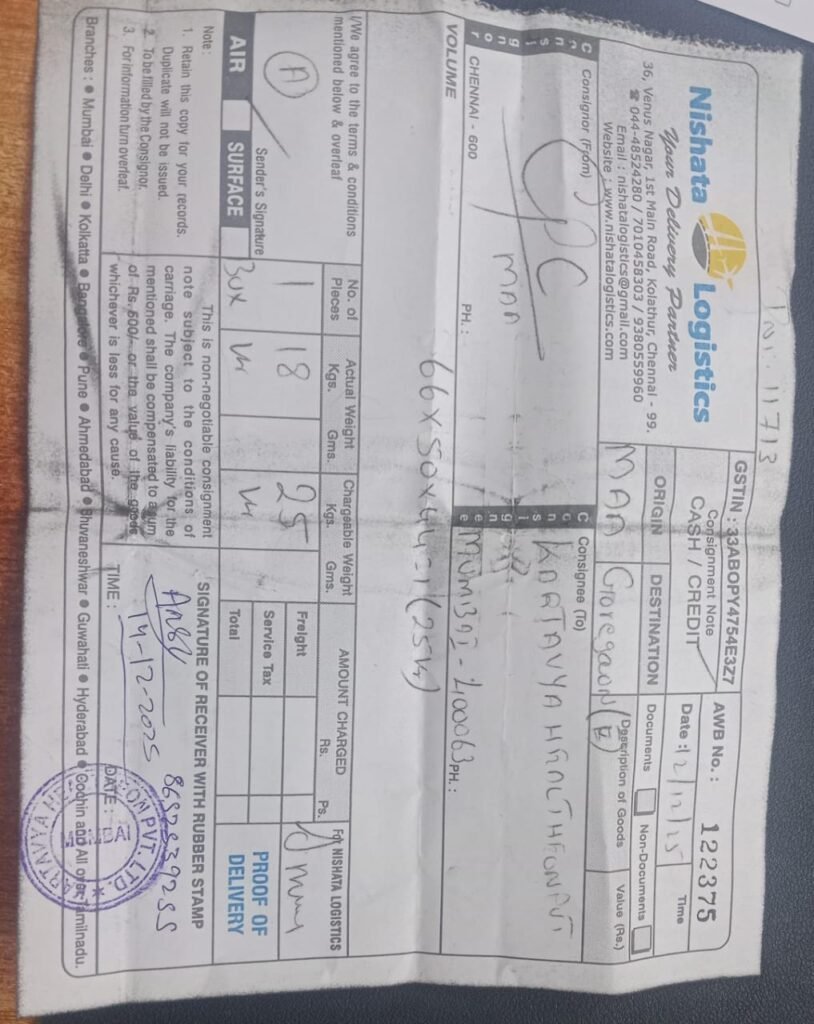 Nishata Logistics
Your Delivery Partner
36, Venus Nagar, 1st Main Road, Kolathur, Chennai - 99.
☎ 044-48524280 / 7010458303 / 9380559960
Email : nishatalogistics@gmail.com
Website : www.nishatalogistics.com
GSTIN : 33ABOPY4754E3Z7
Consignment Note
CASH / CREDIT
AWB No. : 122375
Date : 12/12/25
Time
ORIGIN
DESTINATION
Documents
Non-Documents
MAA
Goregaon (E)
Description of Goods
Value (Rs.)
Consignor
Consignor (From)
CPC
MAA
CHENNAI - 600
PH. :
Consignee
Consignee (To)
KARTAVYA HEALTHCON PVT
MUMBAI - 400063
PH. :
VOLUME
66 x 50 x 44 = 1 (25k)
I/We agree to the terms & conditions
mentioned below & overleaf
Sender's Signature
No. of Pieces
Actual Weight
Kgs. Gms.
Chargeable Weight
Kgs. Gms.
AMOUNT CHARGED
Rs. Ps.
For NISHATA LOGISTICS
1
18
25
Freight
Service Tax
Total
AIR
SURFACE
PROOF OF
DELIVERY
Note :
1. Retain this copy for your records.
Duplicate will not be issued.
2. To be filled by the Consignor.
3. For information turn overleaf.
This is non-negotiable consignment
note subject to the conditions of
carriage. The company's liability for the
mentioned shall be compensated to a sum
of Rs. 500/- or the value of the goods
whichever is less for any cause.
SIGNATURE OF RECEIVER WITH RUBBER STAMP
14-12-2025
TIME :
DATE :
Branches : ● Mumbai ● Delhi ● Kolkatta ● Bangalore ● Pune ● Ahmedabad ● Bhuvaneshwar ● Guwahati ● Hyderabad ● Cochin and All over Tamilnadu.